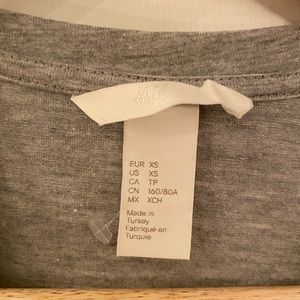 EUR XS
US XS
CA TP
CN 160/80A
MX XCH
Made in
Turkey
Fabriqué en
Turquie